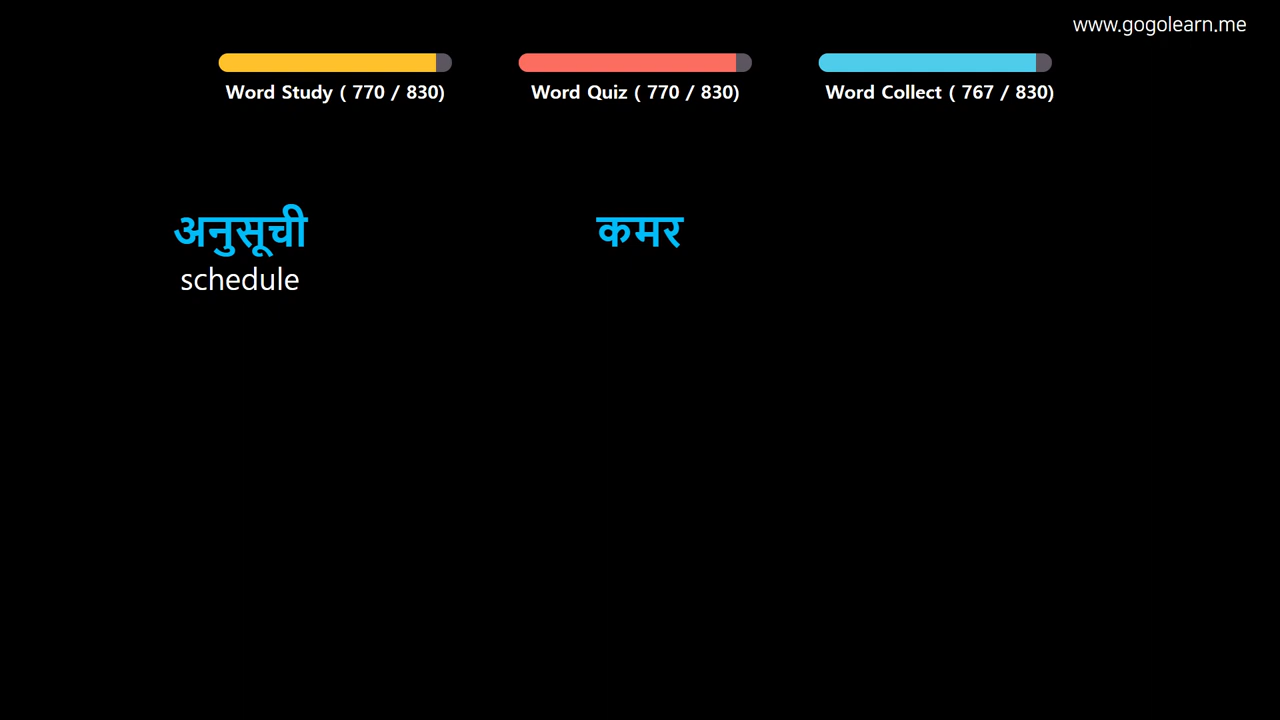 www.gogolearn.me
Word Study ( 770 / 830)
Word Quiz ( 770 / 830)
Word Collect ( 767 / 830)
अनुसूची
कमर
schedule